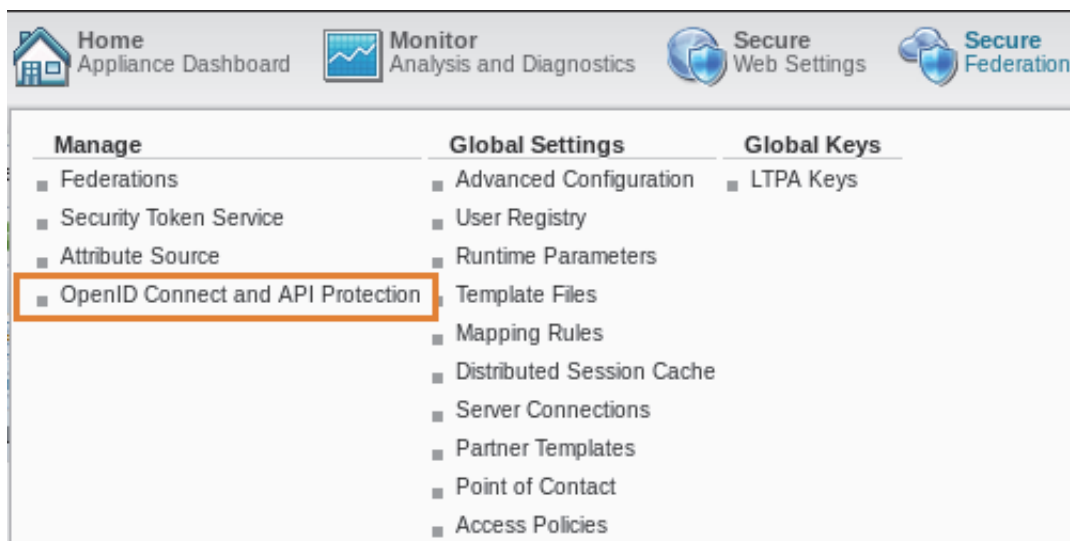 Home
Appliance Dashboard
Monitor
Analysis and Diagnostics
Secure
Web Settings
Secure
Federation
Manage
Federations
Security Token Service
Attribute Source
OpenID Connect and API Protection
Global Settings
Advanced Configuration
User Registry
Runtime Parameters
Template Files
Mapping Rules
Distributed Session Cache
Server Connections
Partner Templates
Point of Contact
Access Policies
Global Keys
LTPA Keys